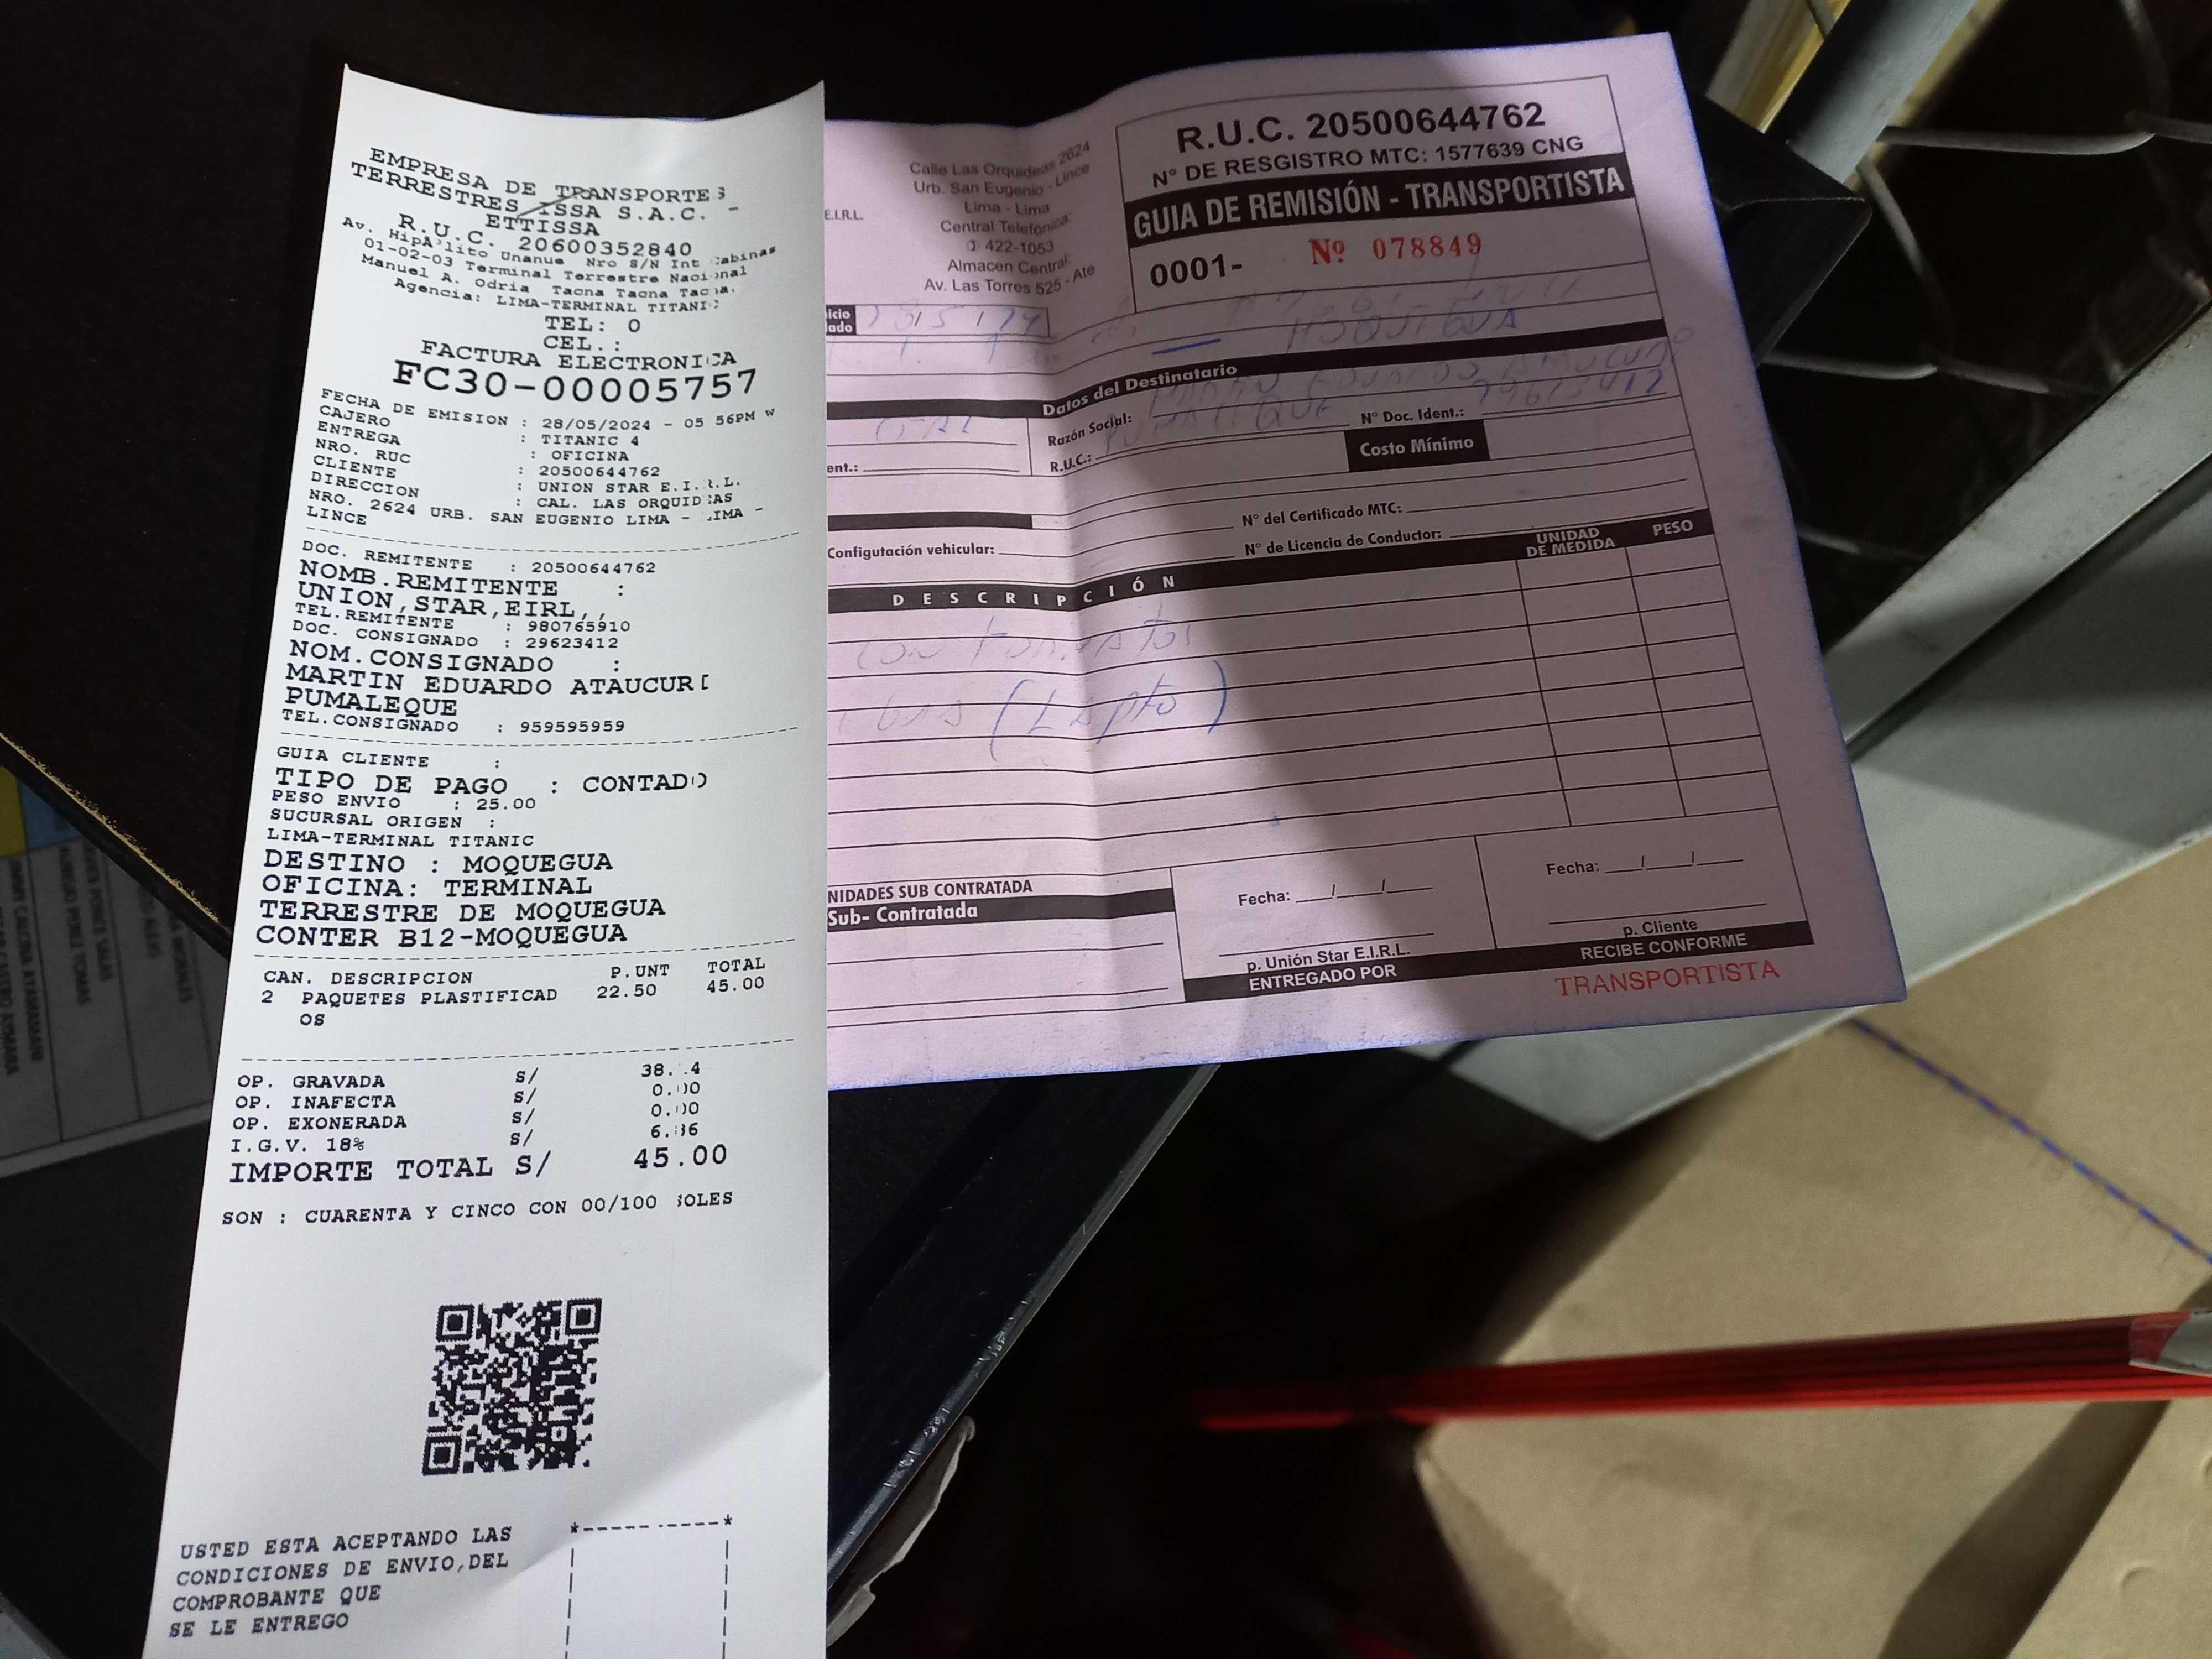 EMPRESA DE TRANSPORTES
TERRESTRES ISSA S.A.C. -
ETTISSA
R.U.C. 20600352840
Av. HipÃ³lito Unanue Nro S/N Int Cabinas
01-02-03 Terminal Terrestre Nacional
Manuel A. Odria Tacna Tacna Tacna.
Agencia: LIMA-TERMINAL TITANIC
TEL: 0
CEL.:
FACTURA ELECTRONICA
FC30-00005757
FECHA DE EMISION : 28/05/2024 - 05 56PM W
CAJERO : TITANIC 4
ENTREGA : OFICINA
NRO. RUC : 20500644762
CLIENTE : UNION STAR E.I.R.L.
DIRECCION : CAL. LAS ORQUIDEAS
NRO. 2624 URB. SAN EUGENIO LIMA - LIMA -
LINCE
DOC. REMITENTE : 20500644762
NOMB.REMITENTE :
UNION,STAR,EIRL,,
TEL.REMITENTE : 980765910
DOC. CONSIGNADO : 29623412
NOM.CONSIGNADO :
MARTIN EDUARDO
PUMALEQUE
TEL.CONSIGNADO : 959595959
GUIA CLIENTE :
TIPO DE PAGO : CONTADO
PESO ENVIO : 25.00
SUCURSAL ORIGEN :
LIMA-TERMINAL TITANIC
DESTINO : MOQUEGUA
OFICINA: TERMINAL
TERRESTRE DE MOQUEGUA
CONTER B12-MOQUEGUA
CAN. DESCRIPCION P.UNT TOTAL
2 PAQUETES PLASTIFICAD 22.50 45.00
OS
OP. GRAVADA S/ 38.14
OP. INAFECTA S/ 0.00
OP. EXONERADA S/ 0.00
I.G.V. 18% S/ 6.86
IMPORTE TOTAL S/ 45.00
SON : CUARENTA Y CINCO CON 00/100 SOLES
USTED ESTA ACEPTANDO LAS
CONDICIONES DE ENVIO,DEL
COMPROBANTE QUE
SE LE ENTREGO
E.I.R.L.
Calle Las Orquideas 2624
Urb. San Eugenio - Lince
Lima - Lima
Central Telefónica:
422-1053
Almacen Central:
Av. Las Torres 525 - Ate
R.U.C. 20500644762
N° DE RESGISTRO MTC: 1577639 CNG
GUIA DE REMISIÓN - TRANSPORTISTA
0001- Nº 078849
MOQUEGUA
Datos del Destinatario
Razón Social:
PUMALEQUE
N° Doc. Ident.:
R.U.C.:
Costo Mínimo
ent.:
N° del Certificado MTC:
Configutación vehicular:
N° de Licencia de Conductor:
DESCRIPCIÓN
UNIDAD
DE MEDIDA
PESO
NIDADES SUB CONTRATADA
Sub- Contratada
Fecha: / /
p. Unión Star E.I.R.L.
ENTREGADO POR
Fecha: / /
p. Cliente
RECIBE CONFORME
TRANSPORTISTA